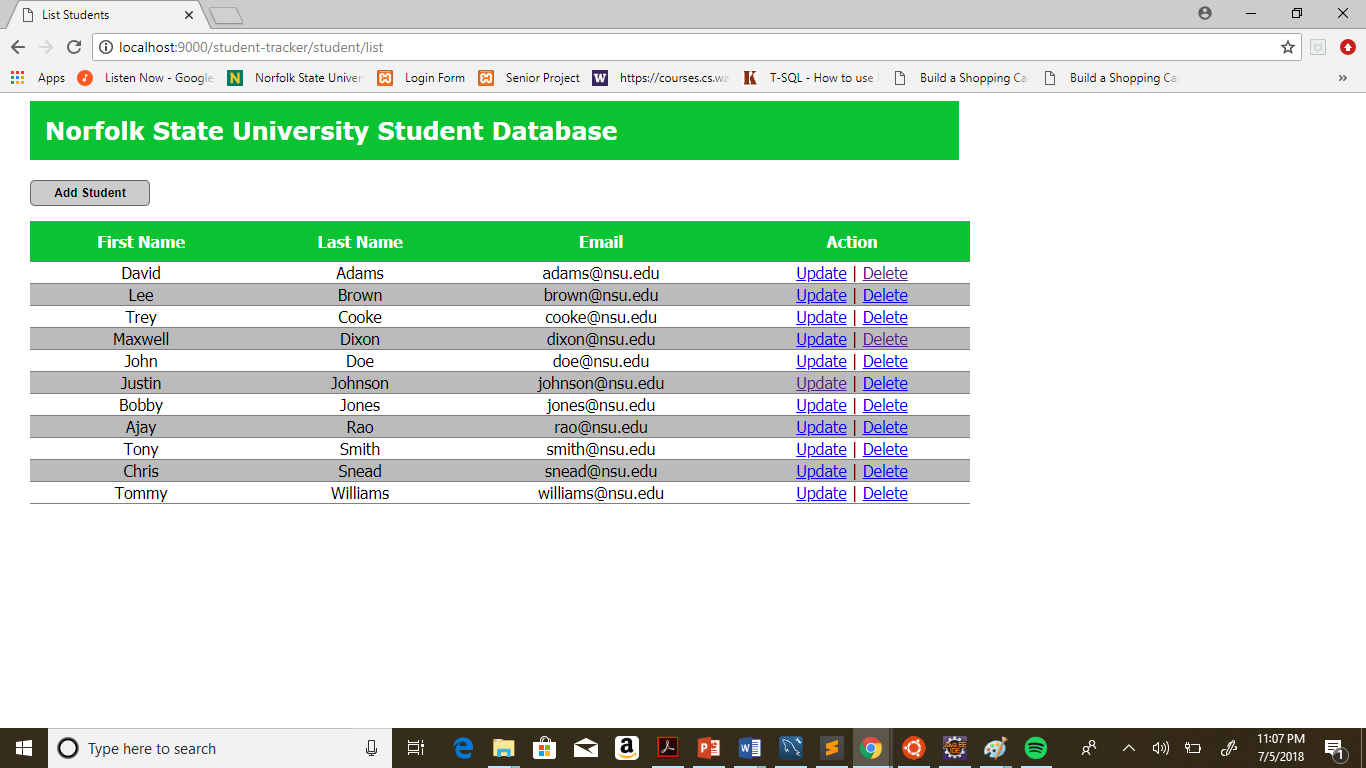 List Students
localhost:9000/student-tracker/student/list
Apps Listen Now - Google Norfolk State Univer Login Form Senior Project https://courses.cs.wa T-SQL - How to use Build a Shopping Ca Build a Shopping Ca »
Norfolk State University Student Database
Add Student
First Name Last Name Email Action
David Adams adams@nsu.edu Update | Delete
Lee Brown brown@nsu.edu Update | Delete
Trey Cooke cooke@nsu.edu Update | Delete
Maxwell Dixon dixon@nsu.edu Update | Delete
John Doe doe@nsu.edu Update | Delete
Justin Johnson johnson@nsu.edu Update | Delete
Bobby Jones jones@nsu.edu Update | Delete
Ajay Rao rao@nsu.edu Update | Delete
Tony Smith smith@nsu.edu Update | Delete
Chris Snead snead@nsu.edu Update | Delete
Tommy Williams williams@nsu.edu Update | Delete
Type here to search 11:07 PM
7/5/2018 1